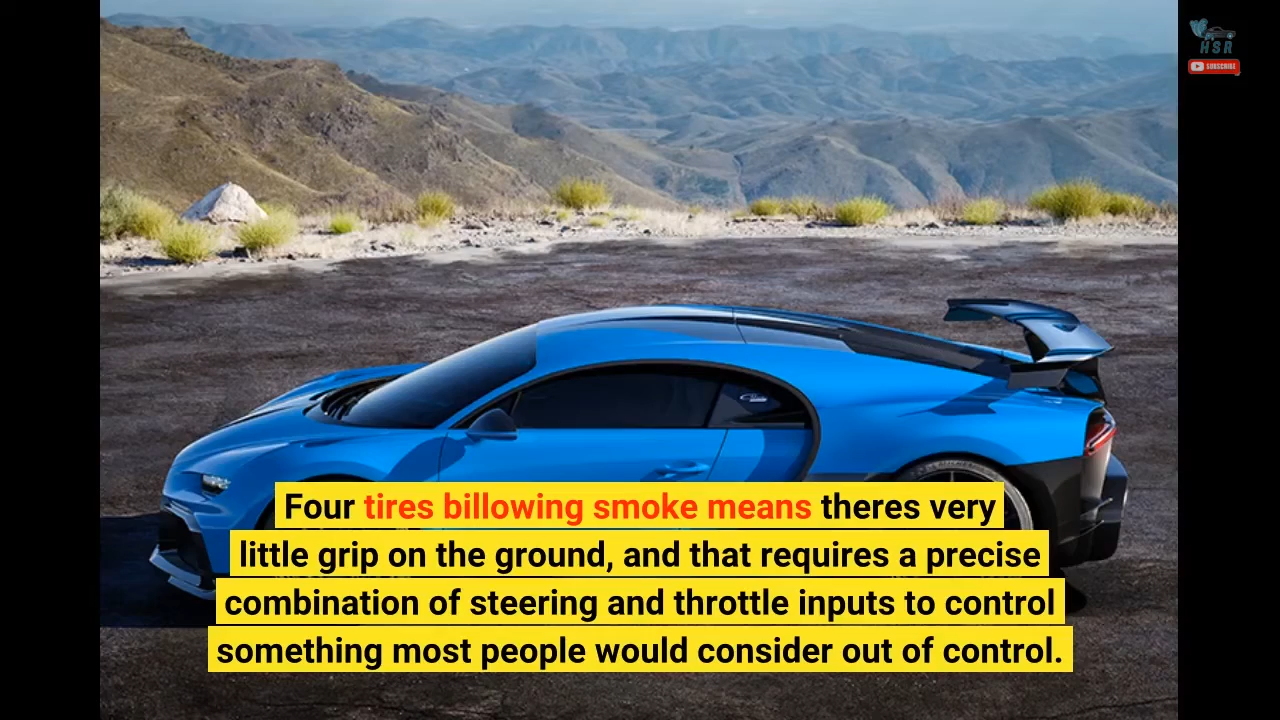 HSR
SUBSCRIBE
Four tires billowing smoke means theres very
little grip on the ground, and that requires a precise
combination of steering and throttle inputs to control
something most people would consider out of control.